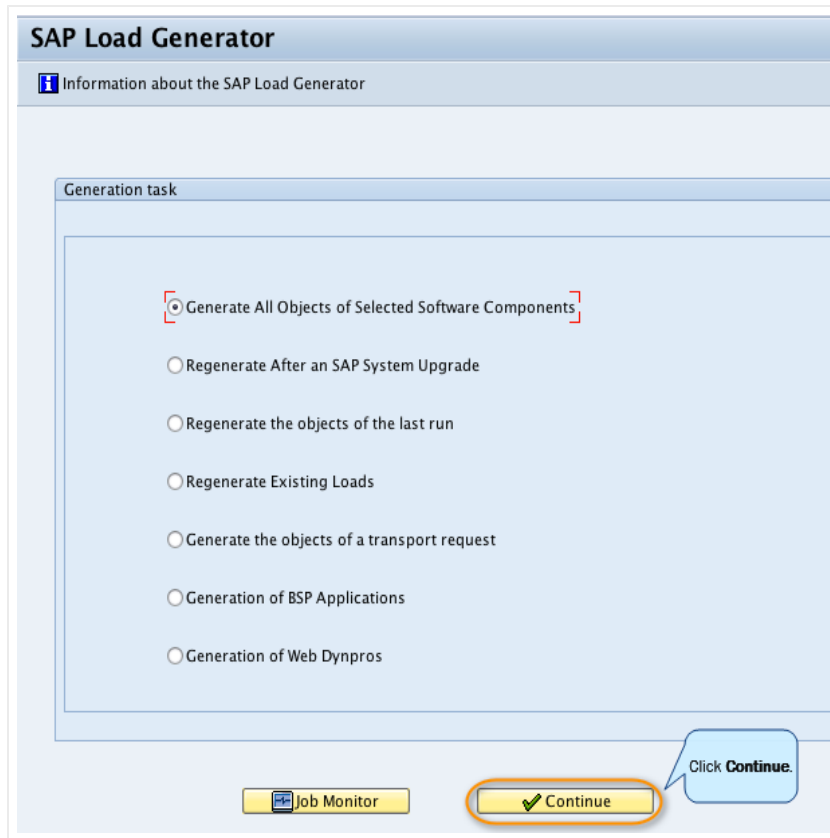 SAP Load Generator
Information about the SAP Load Generator
Generation task
Generate All Objects of Selected Software Components
Regenerate After an SAP System Upgrade
Regenerate the objects of the last run
Regenerate Existing Loads
Generate the objects of a transport request
Generation of BSP Applications
Generation of Web Dynpros
Click Continue.
Job Monitor
Continue